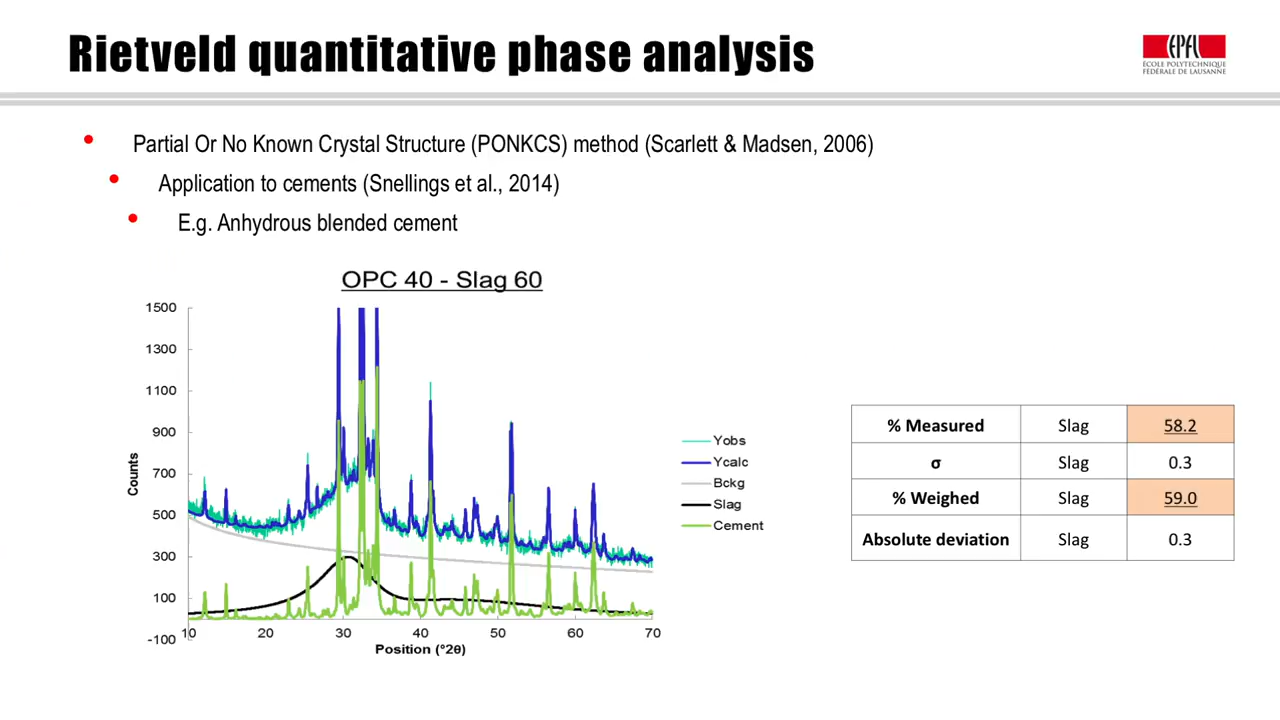 Rietveld quantitative phase analysis
EPFL
ÉCOLE POLYTECHNIQUE
FÉDÉRALE DE LAUSANNE
• Partial Or No Known Crystal Structure (PONKCS) method (Scarlett & Madsen, 2006)
• Application to cements (Snellings et al., 2014)
• E.g. Anhydrous blended cement
OPC 40 - Slag 60
1500
1300
1100
900
700
500
300
100
-100
Counts
10 20 30 40 50 60 70
Position (°2θ)
Yobs
Ycalc
Bckg
Slag
Cement
% Measured Slag 58.2
σ Slag 0.3
% Weighed Slag 59.0
Absolute deviation Slag 0.3